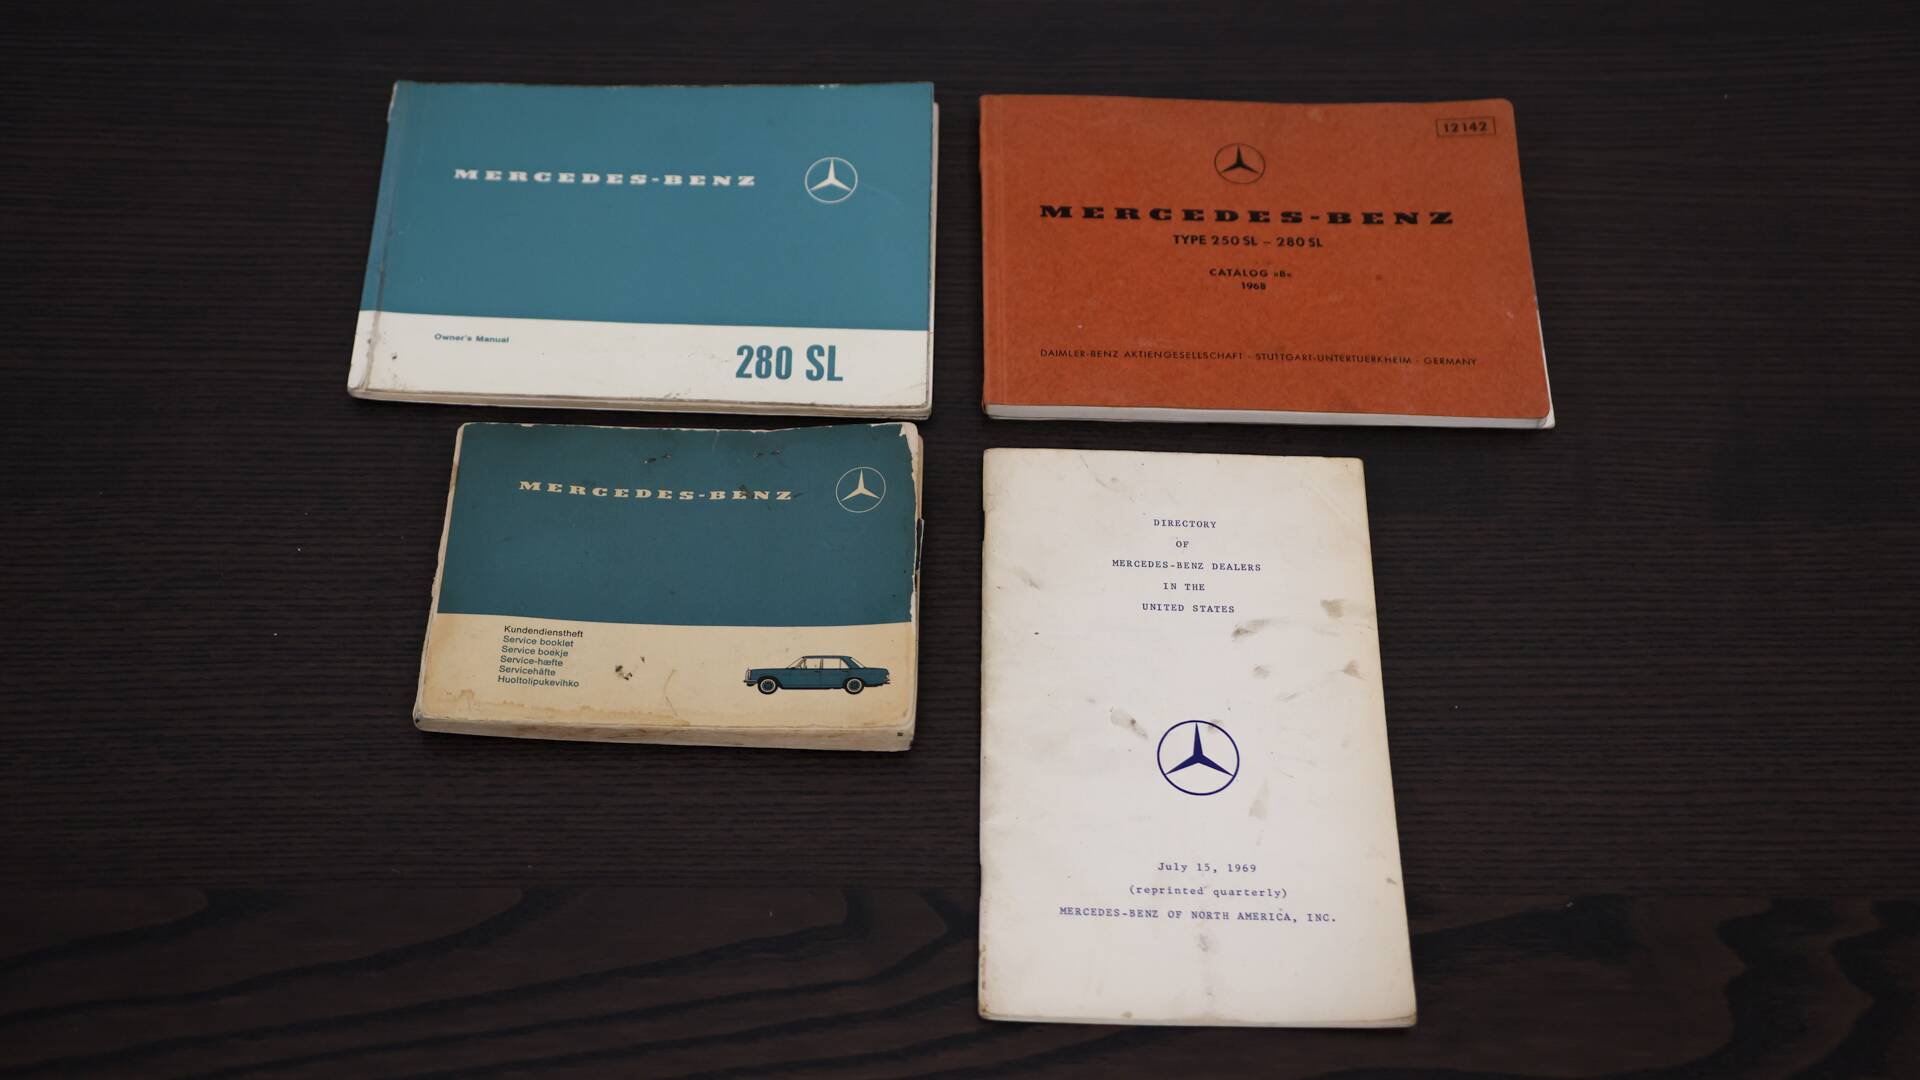 MERCEDES-BENZ
Owner's Manual
280 SL
12142
MERCEDES-BENZ
TYPE 250 SL - 280 SL
CATALOG »B«
1968
DAIMLER-BENZ AKTIENGESELLSCHAFT · STUTTGART-UNTERTUERKHEIM · GERMANY
MERCEDES-BENZ
Kundendienstheft
Service booklet
Service boekje
Service-hæfte
Servicehäfte
Huoltolipukevihko
DIRECTORY
OF
MERCEDES-BENZ DEALERS
IN THE
UNITED STATES
July 15, 1969
(reprinted quarterly)
MERCEDES-BENZ OF NORTH AMERICA, INC.